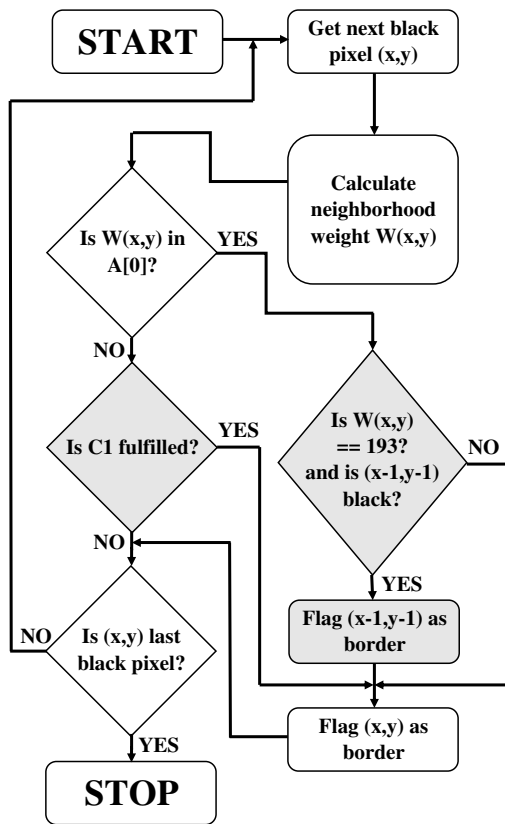 START
Get next black
pixel (x,y)
Calculate
neighborhood
weight W(x,y)
Is W(x,y) in
A[0]?
YES
NO
Is W(x,y)
== 193?
and is (x-1,y-1)
black?
NO
YES
Is C1 fulfilled?
YES
NO
Flag (x-1,y-1) as
border
Is (x,y) last
black pixel?
NO
YES
Flag (x,y) as
border
STOP